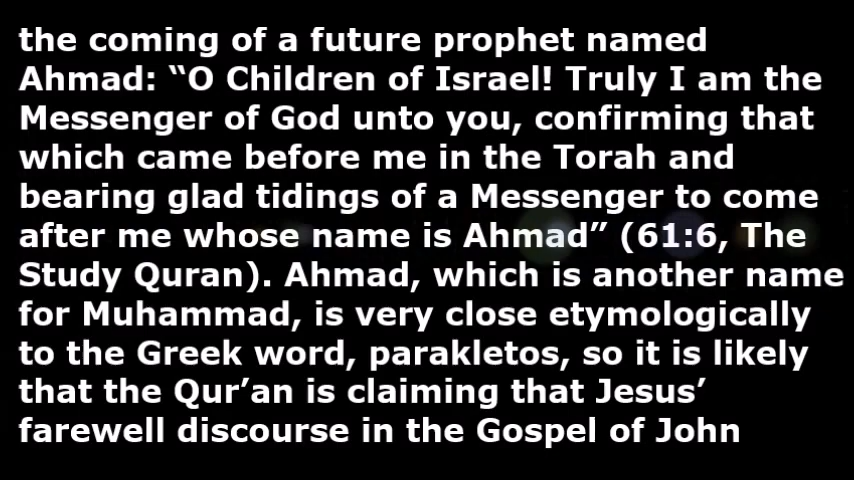 the coming of a future prophet named
Ahmad: “O Children of Israel! Truly I am the
Messenger of God unto you, confirming that
which came before me in the Torah and
bearing glad tidings of a Messenger to come
after me whose name is Ahmad” (61:6, The
Study Quran). Ahmad, which is another name
for Muhammad, is very close etymologically
to the Greek word, parakletos, so it is likely
that the Qur’an is claiming that Jesus’
farewell discourse in the Gospel of John